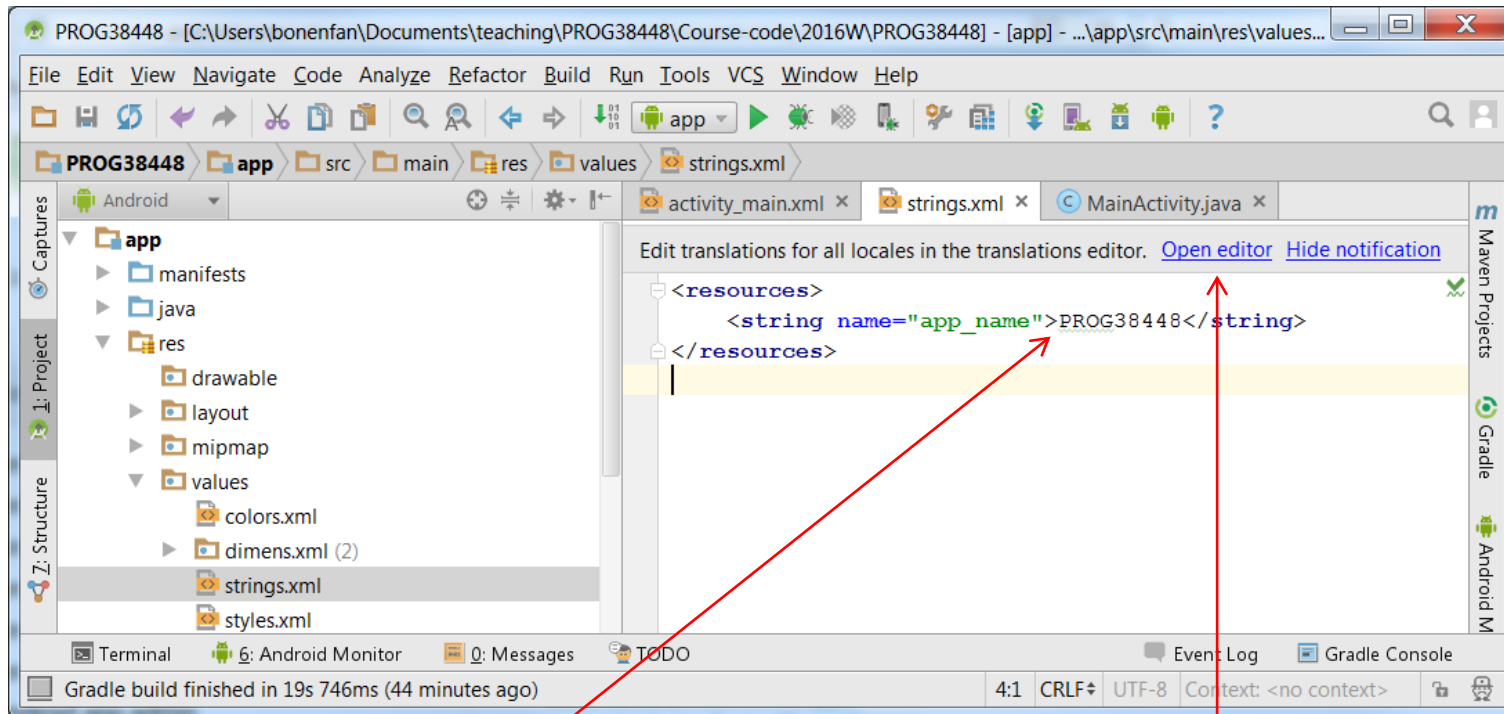 PROG38448 - [C:\Users\bonenfan\Documents\teaching\PROG38448\Course-code\2016W\PROG38448] - [app] - ...\app\src\main\res\values...
File Edit View Navigate Code Analyze Refactor Build Run Tools VCS Window Help
app
PROG38448 app src main res values strings.xml
Android
activity_main.xml strings.xml MainActivity.java
Edit translations for all locales in the translations editor. Open editor Hide notification
app
manifests
java
res
drawable
layout
mipmap
values
colors.xml
dimens.xml (2)
strings.xml
styles.xml
<resources>
<string name="app_name">PROG38448</string>
</resources>
Captures
1: Project
7: Structure
Maven Projects
Gradle
Android M
Terminal 6: Android Monitor 0: Messages TODO Event Log Gradle Console
Gradle build finished in 19s 746ms (44 minutes ago) 4:1 CRLF UTF-8 Context: <no context>